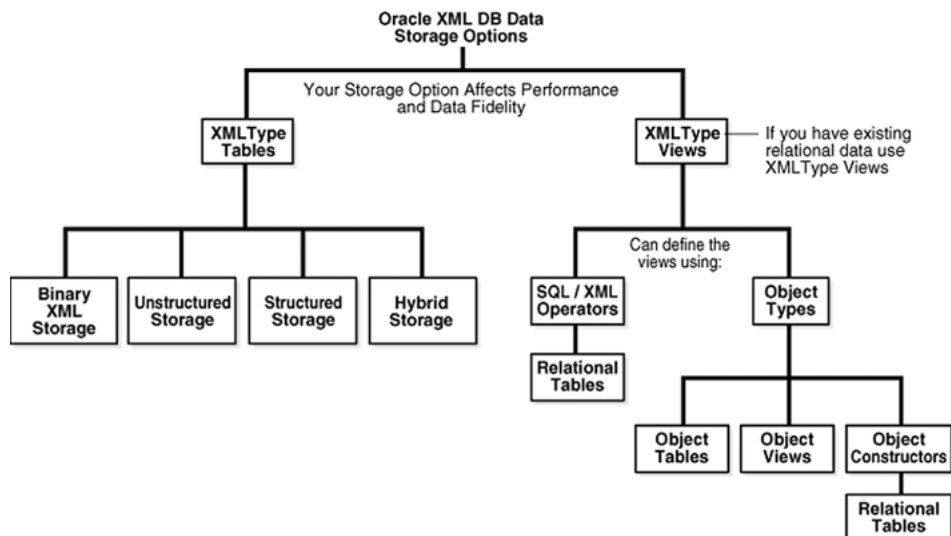 Oracle XML DB Data
Storage Options
Your Storage Option Affects Performance
and Data Fidelity
XMLType
Tables
XMLType
Views
If you have existing
relational data use
XMLType Views
Binary
XML
Storage
Unstructured
Storage
Structured
Storage
Hybrid
Storage
Can define the
views using:
SQL / XML
Operators
Object
Types
Relational
Tables
Object
Tables
Object
Views
Object
Constructors
Relational
Tables